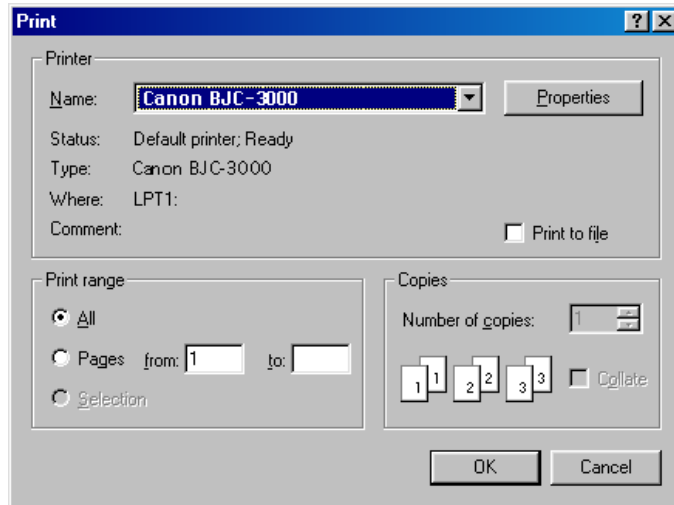 Print
Printer
Name: Canon BJC-3000 Properties
Status: Default printer; Ready
Type: Canon BJC-3000
Where: LPT1:
Comment: Print to file
Print range
All
Pages from: 1 to:
Selection
Copies
Number of copies: 1
1 1 2 2 3 3 Collate
OK Cancel